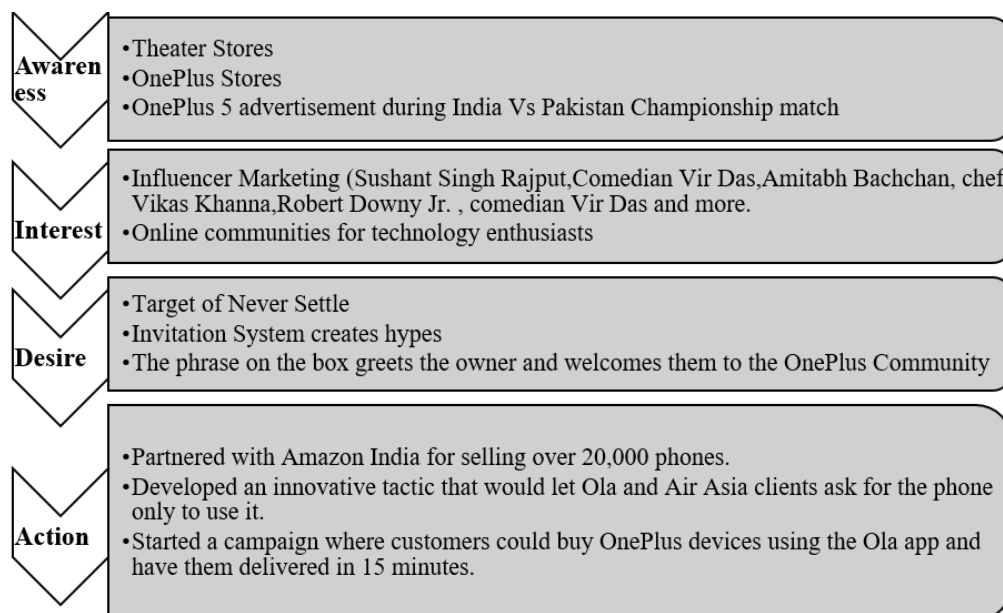 Awaren
ess
•Theater Stores
•OnePlus Stores
•OnePlus 5 advertisement during India Vs Pakistan Championship match
Interest
•Influencer Marketing (Sushant Singh Rajput,Comedian Vir Das,Amitabh Bachchan, chef
Vikas Khanna,Robert Downy Jr. , comedian Vir Das and more.
•Online communities for technology enthusiasts
Desire
•Target of Never Settle
•Invitation System creates hypes
•The phrase on the box greets the owner and welcomes them to the OnePlus Community
Action
•Partnered with Amazon India for selling over 20,000 phones.
•Developed an innovative tactic that would let Ola and Air Asia clients ask for the phone
only to use it.
•Started a campaign where customers could buy OnePlus devices using the Ola app and
have them delivered in 15 minutes.